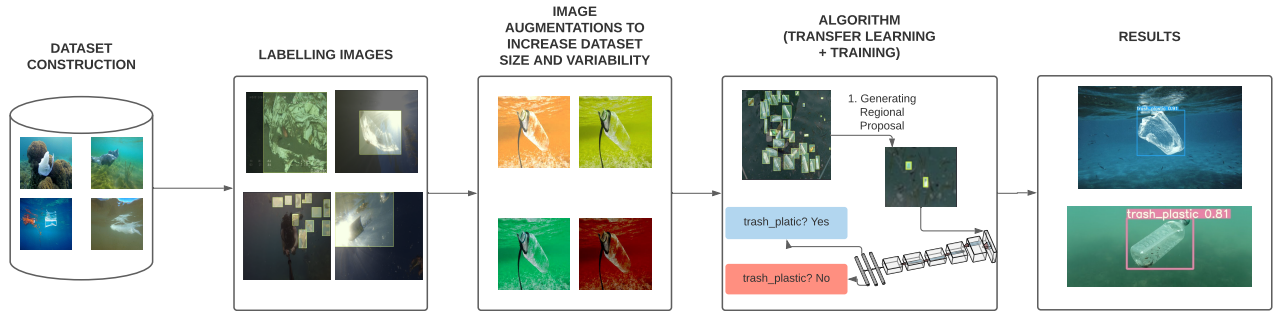 DATASET
CONSTRUCTION
LABELLING IMAGES
IMAGE
AUGMENTATIONS TO
INCREASE DATASET
SIZE AND VARIABILITY
ALGORITHM
(TRANSFER LEARNING
+ TRAINING)
RESULTS
1. Generating
Regional
Proposal
trash_platic? Yes
trash_plastic? No
trash_plastic 0.81